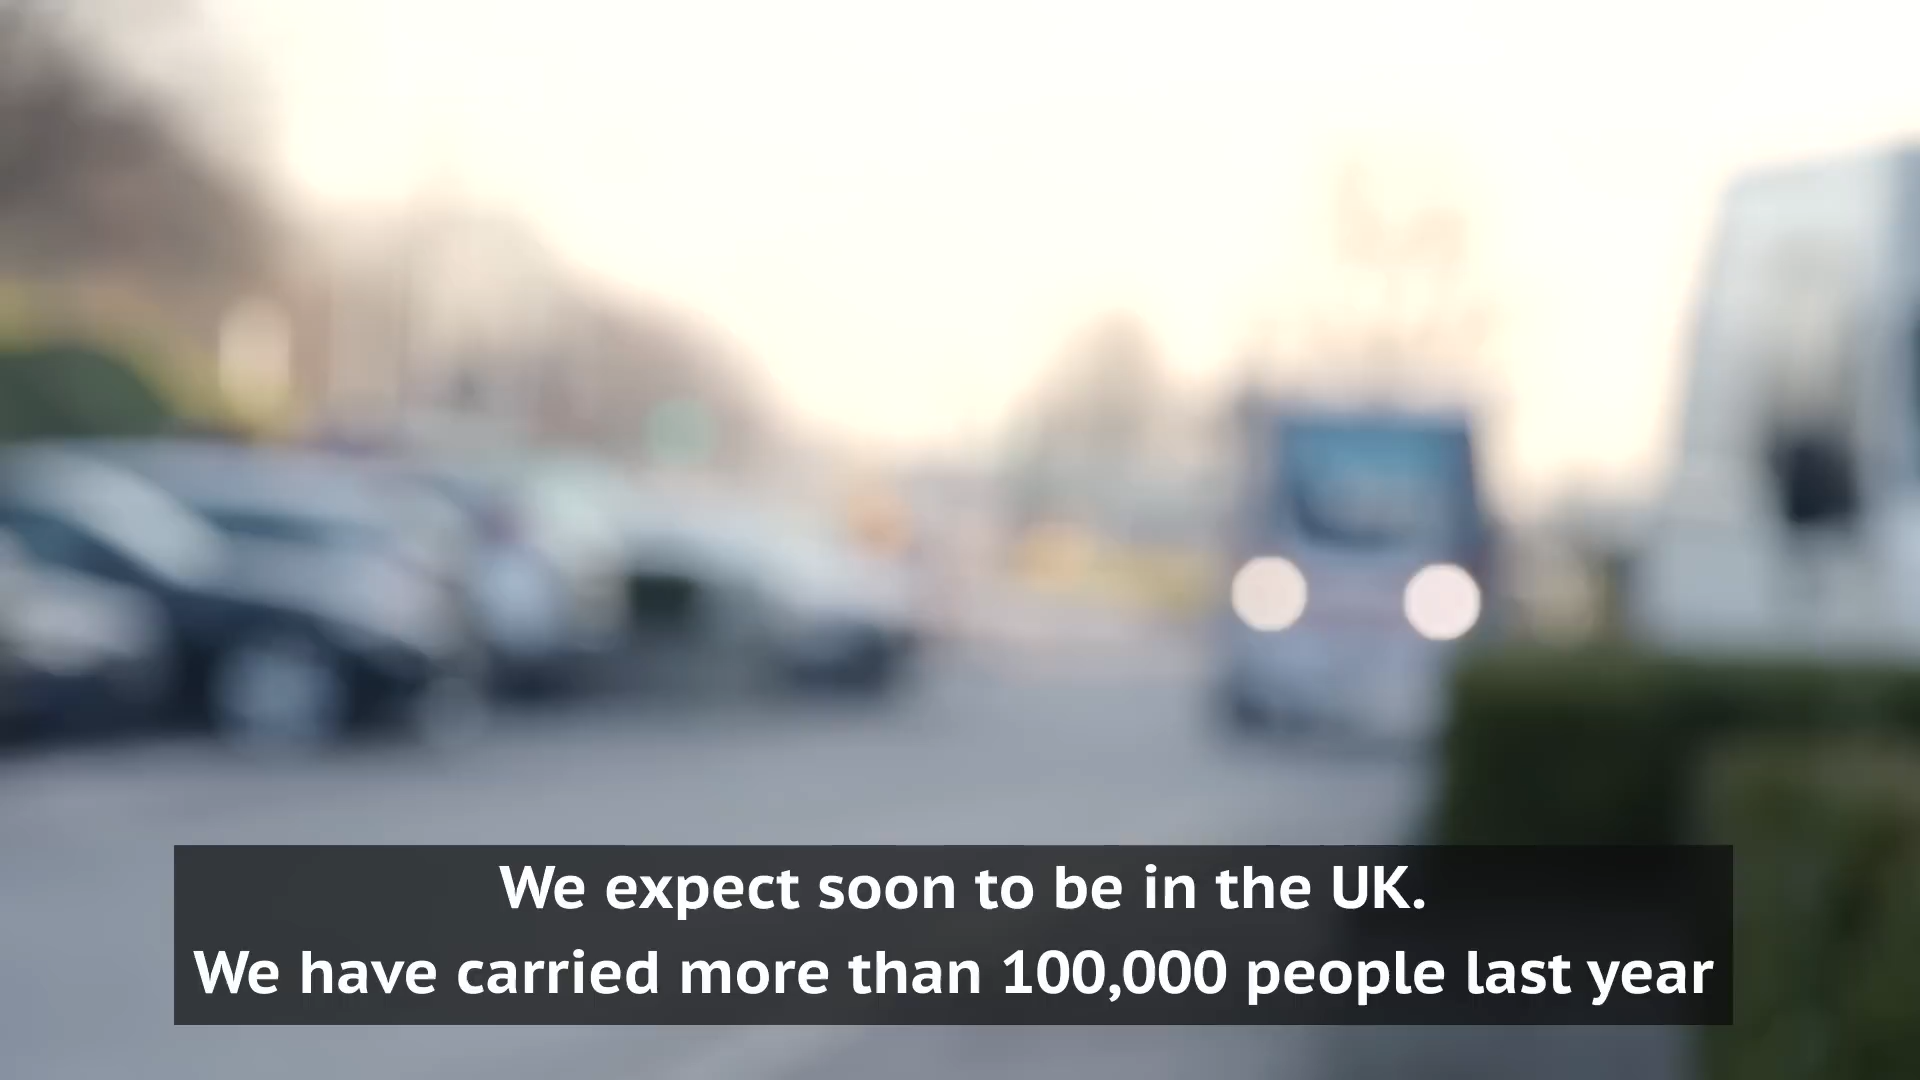 We expect soon to be in the UK.
We have carried more than 100,000 people last year